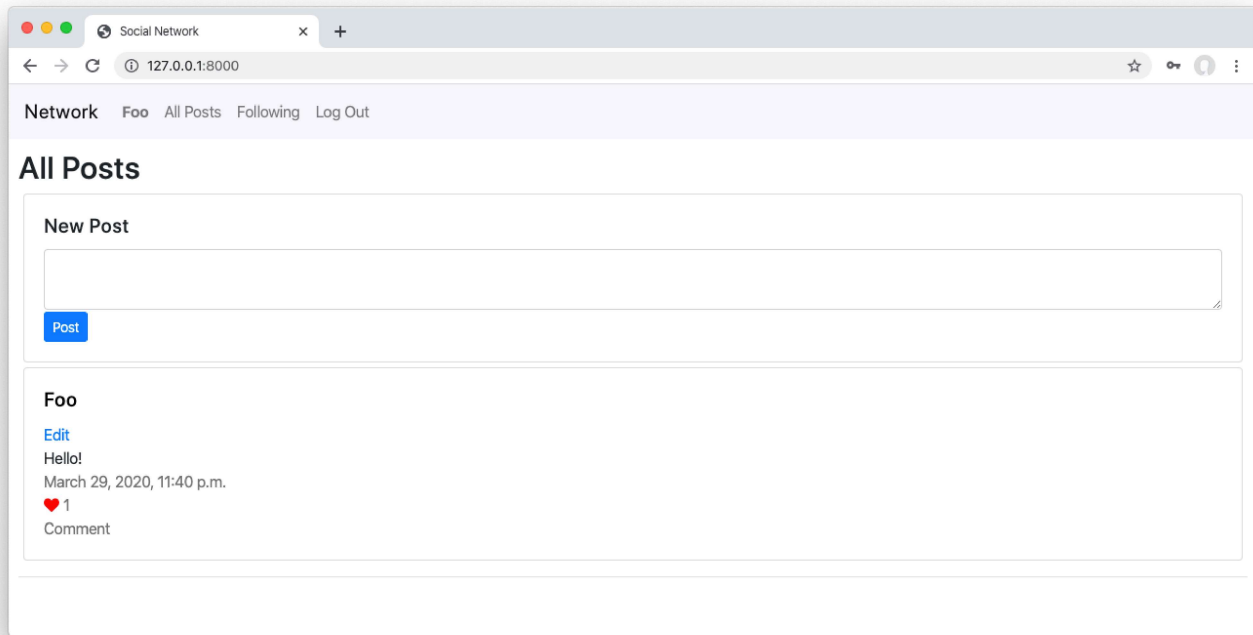 Social Network
127.0.0.1:8000
Network Foo All Posts Following Log Out
All Posts
New Post
Post
Foo
Edit
Hello!
March 29, 2020, 11:40 p.m.
1
Comment